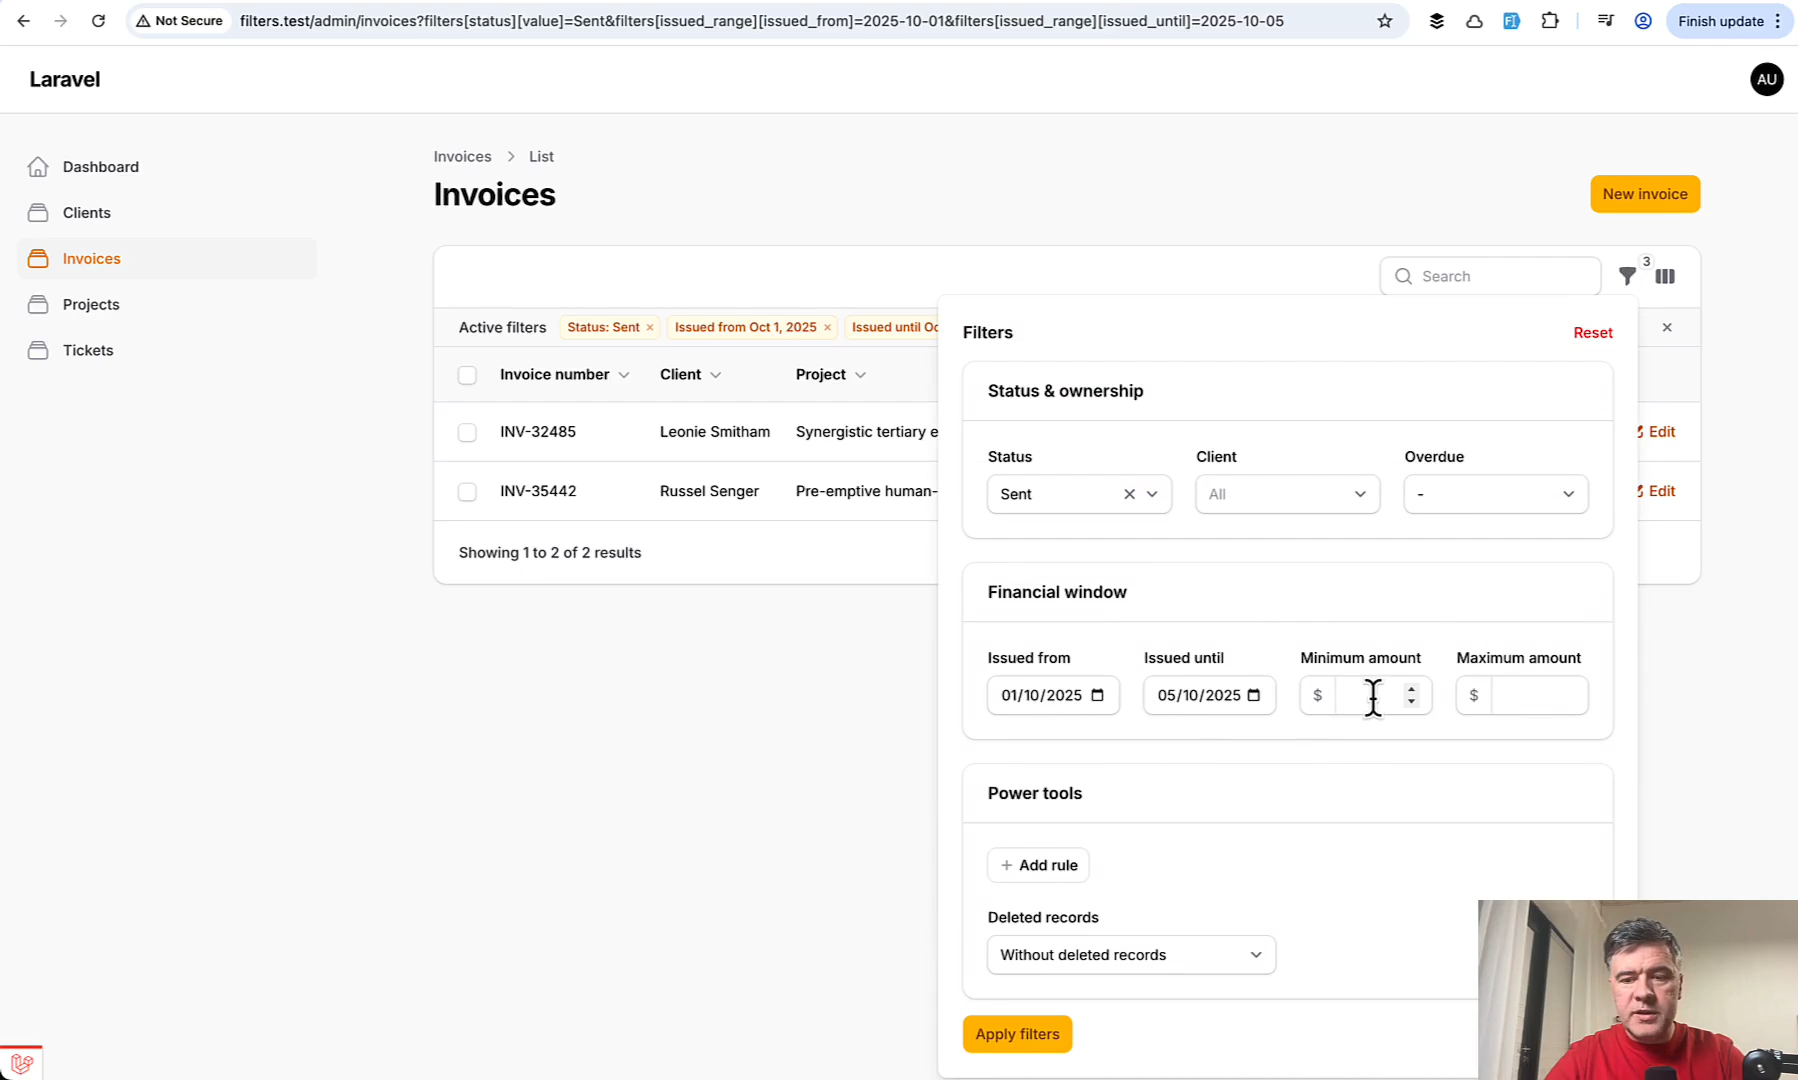 Not Secure
filters.test/admin/invoices?filters[status][value]=Sent&filters[issued_range][issued_from]=2025-10-01&filters[issued_range][issued_until]=2025-10-05
Finish update
Laravel
AU
Dashboard
Clients
Invoices
Projects
Tickets
Invoices > List
Invoices
New invoice
Search
3
Active filters
Status: Sent ×
Issued from Oct 1, 2025 ×
Issued until
Invoice number
Client
Project
INV-32485 Leonie Smitham Synergistic tertiary e
Edit
INV-35442 Russel Senger Pre-emptive human-
Edit
Showing 1 to 2 of 2 results
Filters
Reset
Status & ownership
Status Client Overdue
Sent All -
Financial window
Issued from Issued until Minimum amount Maximum amount
01/10/2025 05/10/2025 $ $
Power tools
+ Add rule
Deleted records
Without deleted records
Apply filters